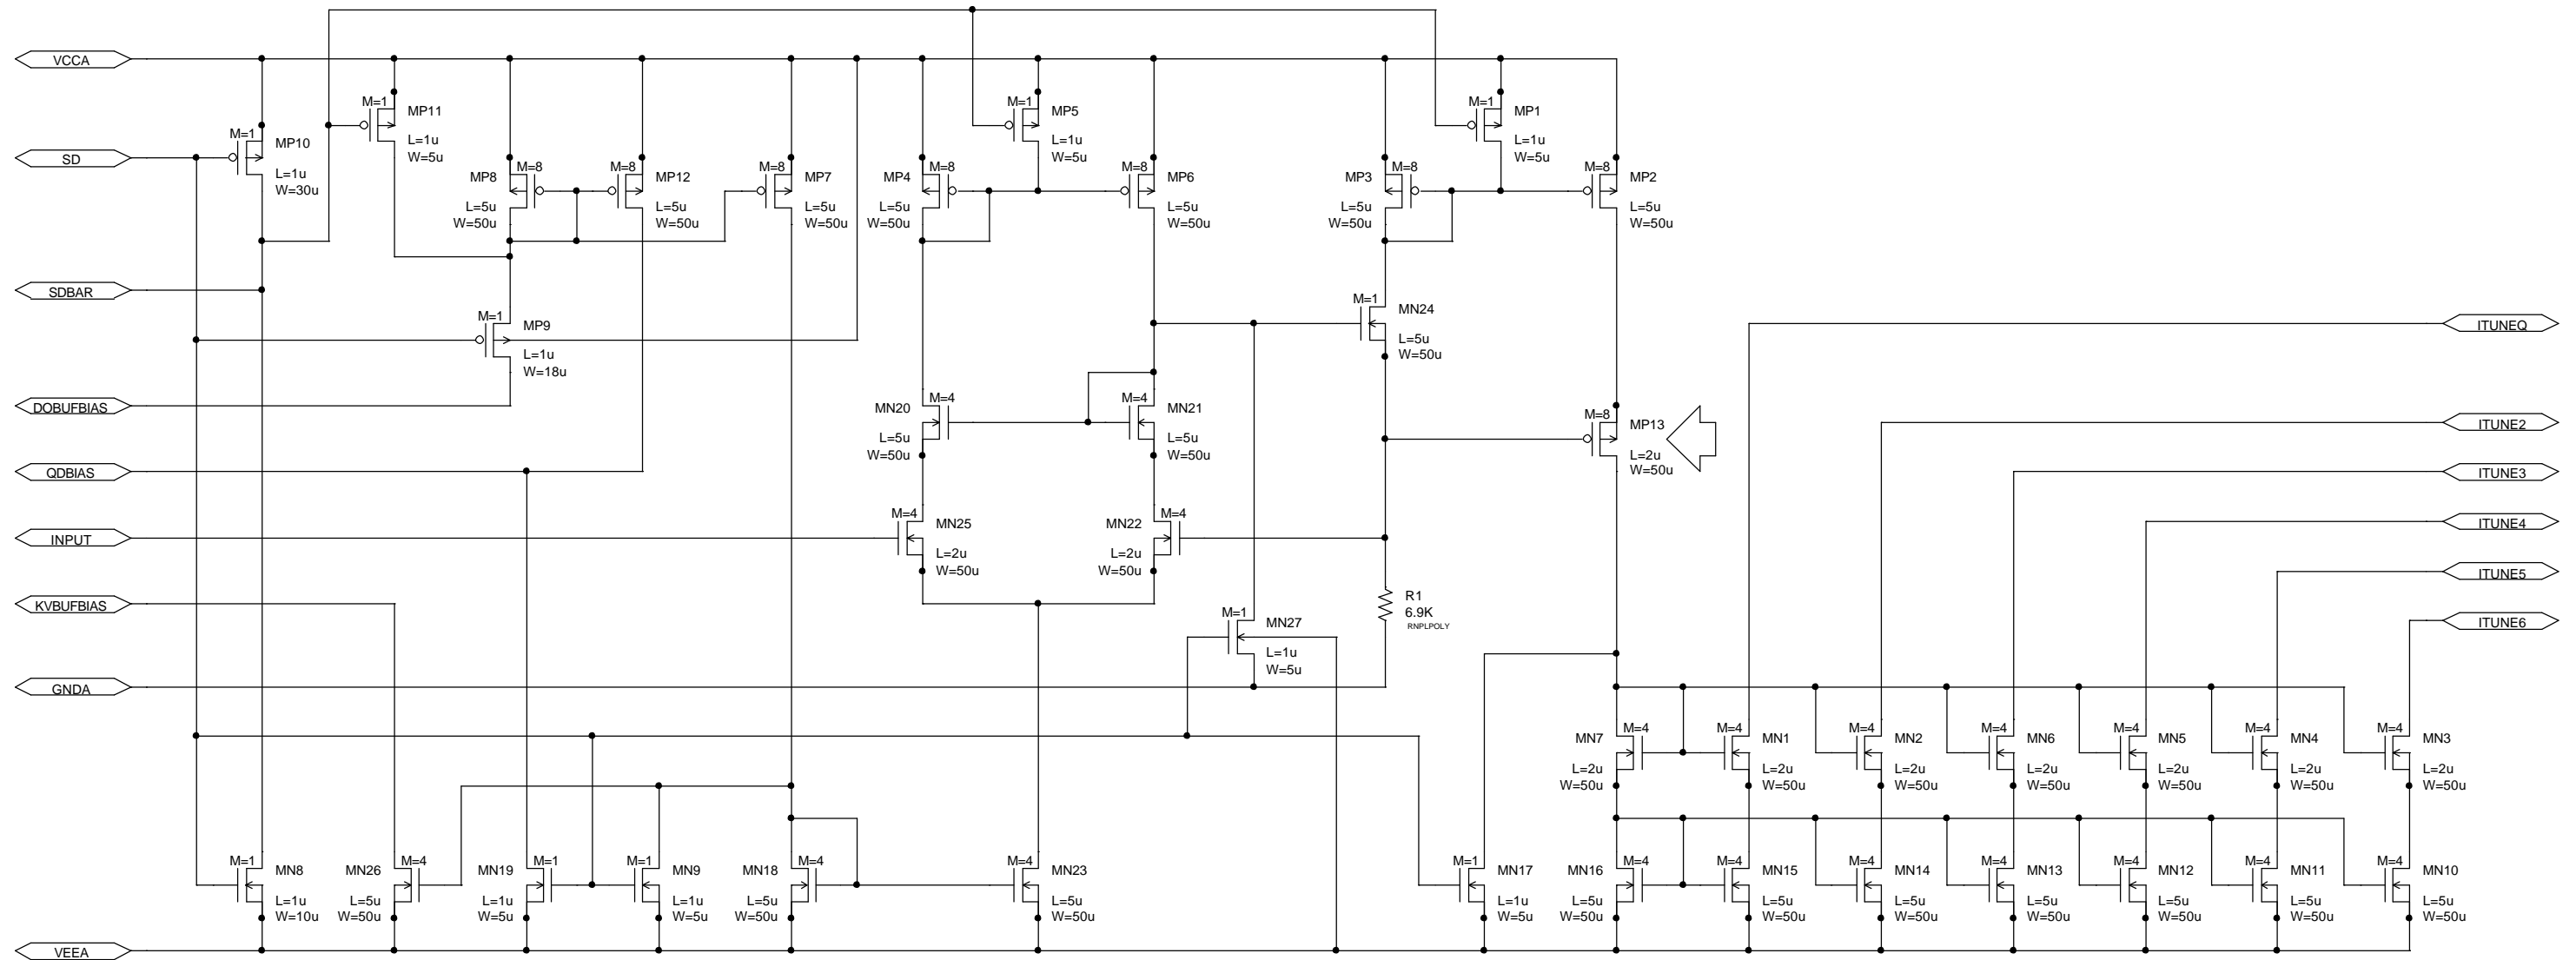 VCCA
SD
SDBAR
DOBUFBIAS
QDBIAS
INPUT
KVBUFBIAS
GNDA
VEEA
M=1
MP10
L=1u
W=30u
M=1
MP11
L=1u
W=5u
M=8
MP8
L=5u
W=50u
M=8
MP12
L=5u
W=50u
M=8
MP7
L=5u
W=50u
M=8
MP4
L=5u
W=50u
M=1
MP5
L=1u
W=5u
M=8
MP6
L=5u
W=50u
M=8
MP3
L=5u
W=50u
M=1
MP1
L=1u
W=5u
M=8
MP2
L=5u
W=50u
M=1
MP9
L=1u
W=18u
M=1
MN24
L=5u
W=50u
M=4
MN20
L=5u
W=50u
M=4
MN21
L=5u
W=50u
M=8
MP13
L=2u
W=50u
M=4
MN25
L=2u
W=50u
M=4
MN22
L=2u
W=50u
R1
6.9K
RNPLPOLY
M=1
MN27
L=1u
W=5u
ITUNEQ
ITUNE2
ITUNE3
ITUNE4
ITUNE5
ITUNE6
M=4
MN7
L=2u
W=50u
M=4
MN1
L=2u
W=50u
M=4
MN2
L=2u
W=50u
M=4
MN6
L=2u
W=50u
M=4
MN5
L=2u
W=50u
M=4
MN4
L=2u
W=50u
M=4
MN3
L=2u
W=50u
M=1
MN8
L=1u
W=10u
M=4
MN26
L=5u
W=50u
M=1
MN19
L=1u
W=5u
M=1
MN9
L=1u
W=5u
M=4
MN18
L=5u
W=50u
M=4
MN23
L=5u
W=50u
M=1
MN17
L=1u
W=5u
M=4
MN16
L=5u
W=50u
M=4
MN15
L=5u
W=50u
M=4
MN14
L=5u
W=50u
M=4
MN13
L=5u
W=50u
M=4
MN12
L=5u
W=50u
M=4
MN11
L=5u
W=50u
M=4
MN10
L=5u
W=50u